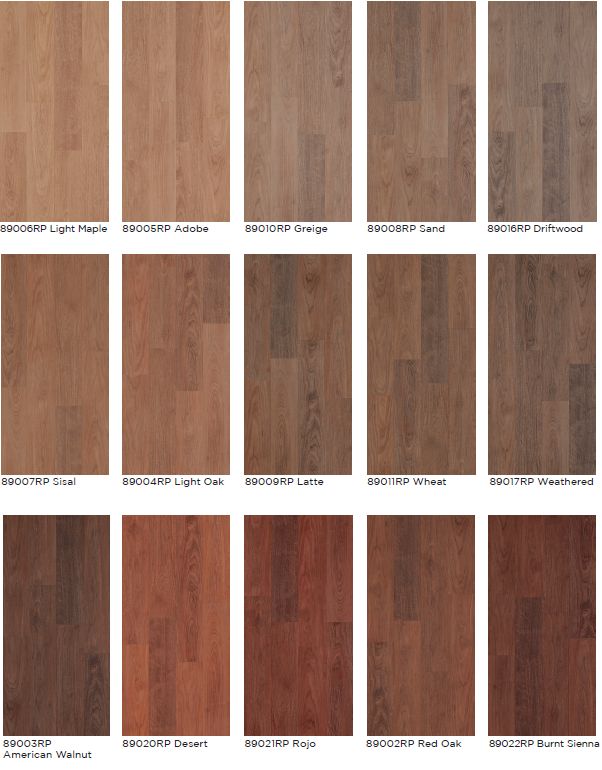 89006RP Light Maple
89005RP Adobe
89010RP Greige
89008RP Sand
89016RP Driftwood
89007RP Sisal
89004RP Light Oak
89009RP Latte
89011RP Wheat
89017RP Weathered
89003RP
American Walnut
89020RP Desert
89021RP Rojo
89002RP Red Oak
89022RP Burnt Sienna